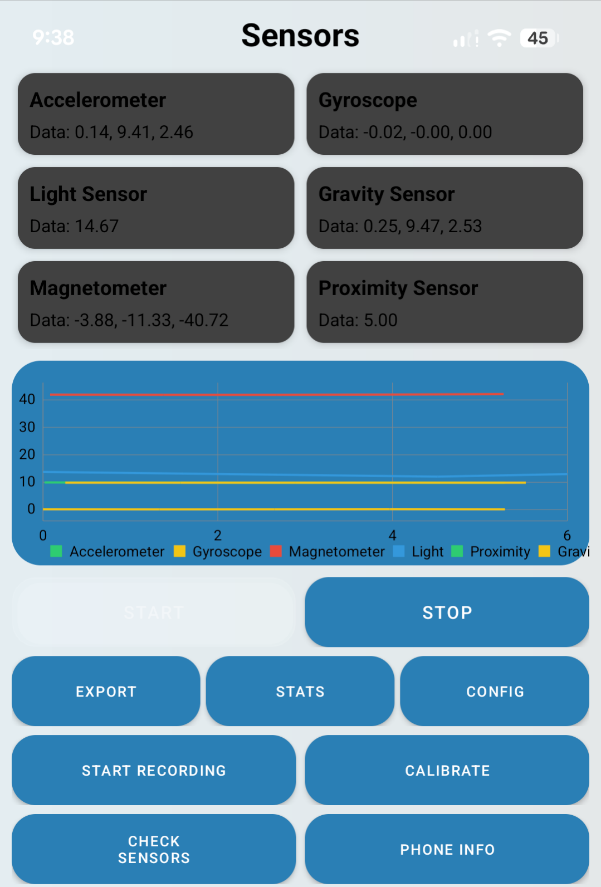 9:38
Sensors
45
Accelerometer
Data: 0.14, 9.41, 2.46
Gyroscope
Data: -0.02, -0.00, 0.00
Light Sensor
Data: 14.67
Gravity Sensor
Data: 0.25, 9.47, 2.53
Magnetometer
Data: -3.88, -11.33, -40.72
Proximity Sensor
Data: 5.00
40
30
20
10
0
0 2 4 6
Accelerometer Gyroscope Magnetometer Light Proximity Gravi
START
STOP
EXPORT
STATS
CONFIG
START RECORDING
CALIBRATE
CHECK
SENSORS
PHONE INFO